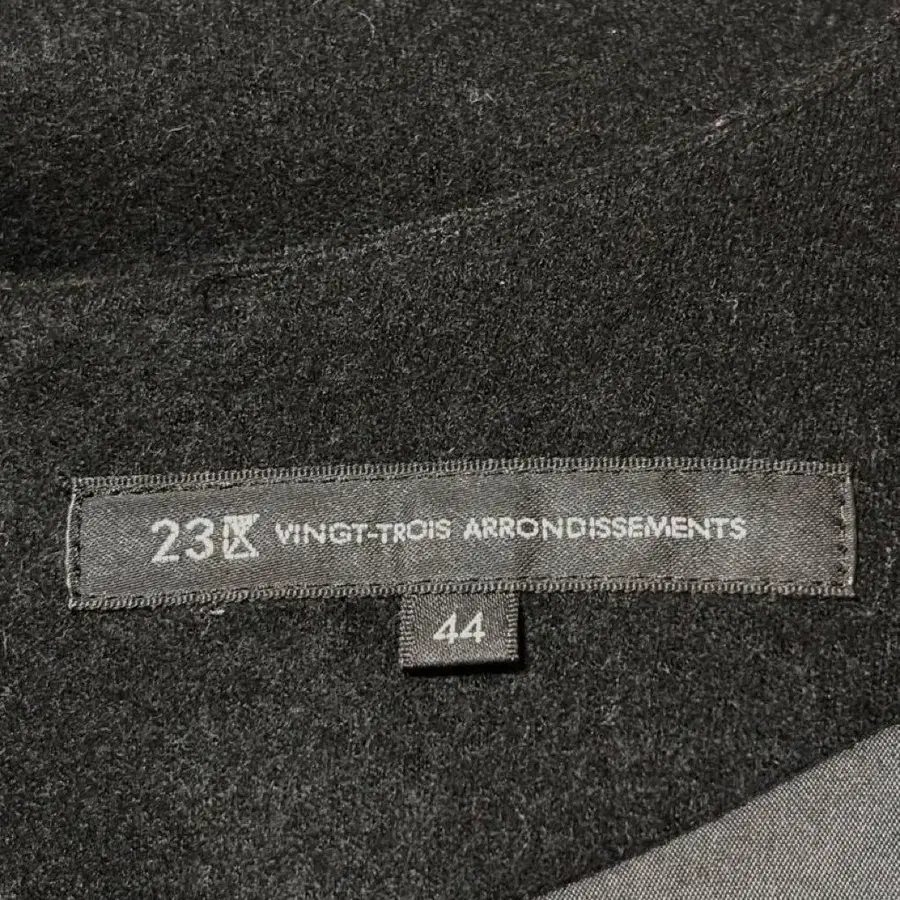 23区 VINGT-TROIS ARRONDISSEMENTS
44